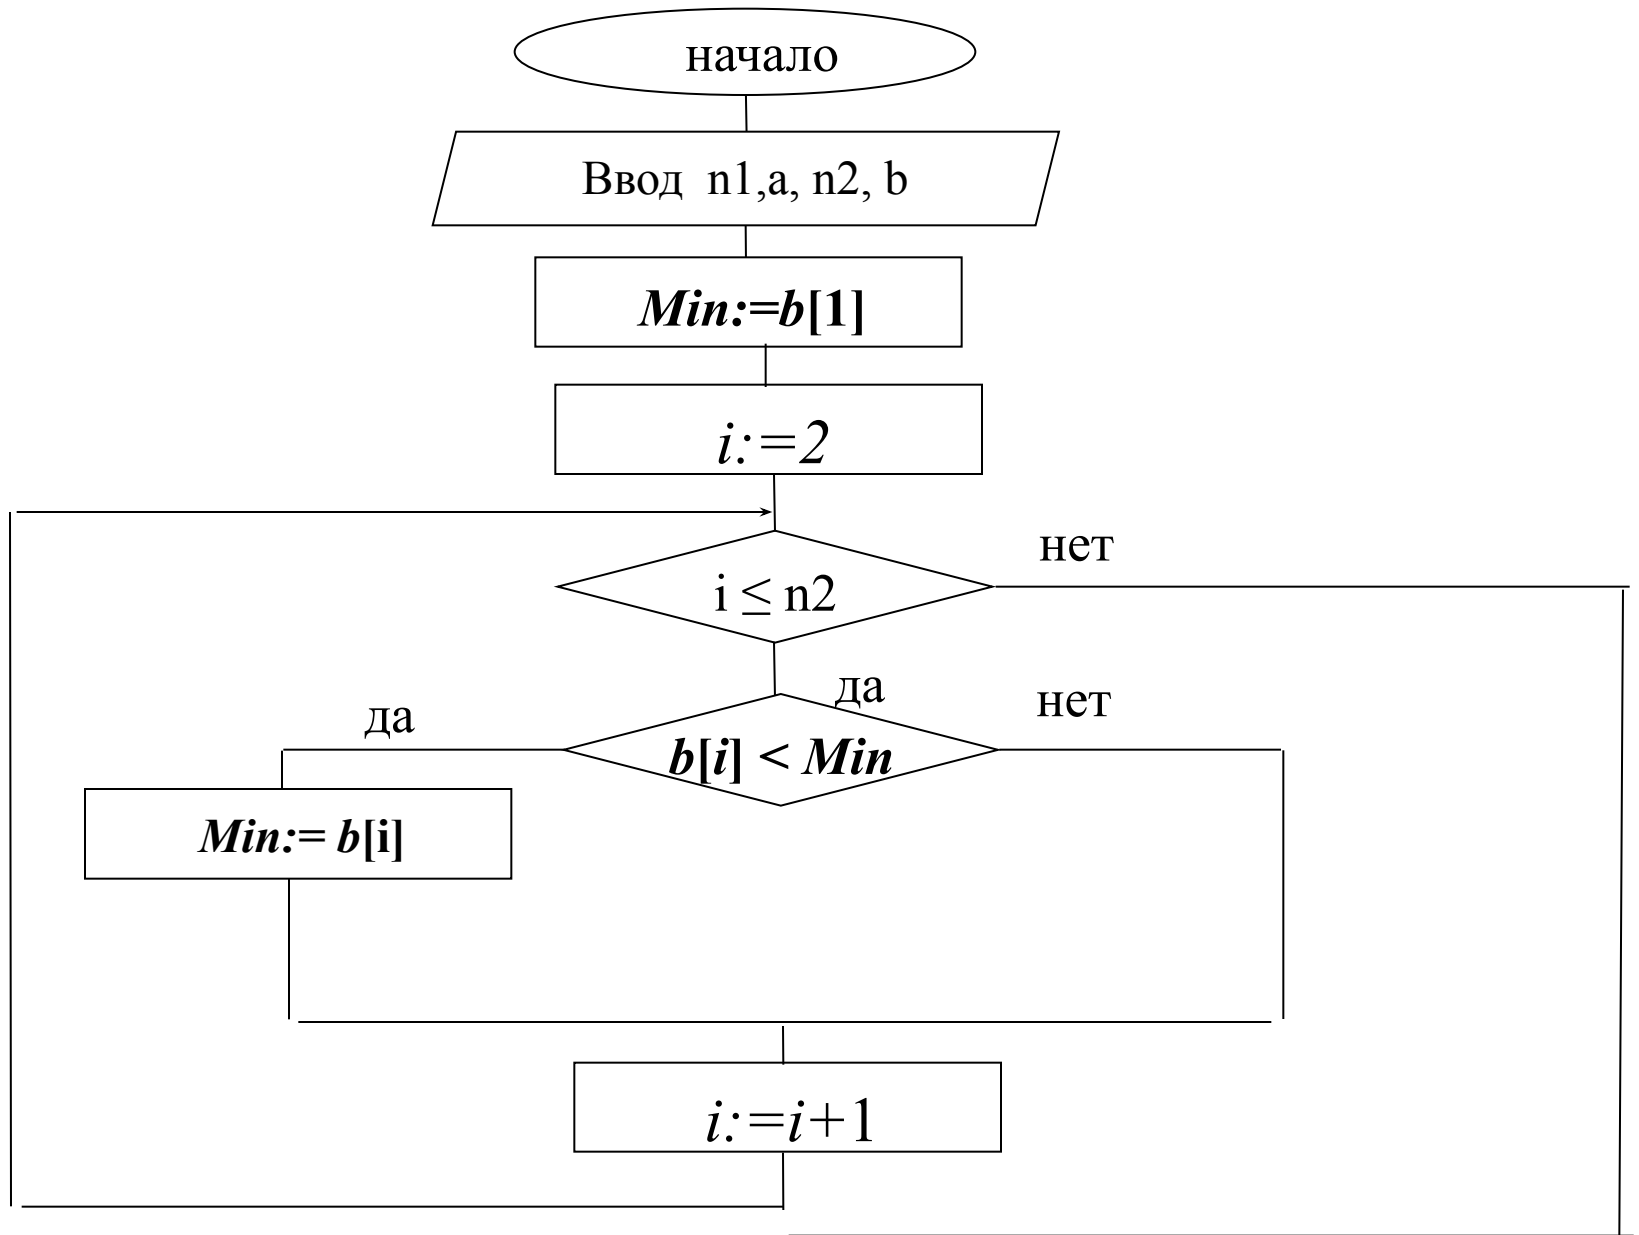 начало
Ввод n1,a, n2, b
Min:=b[1]
i:=2
нет
i ≤ n2
да
нет
да
b[i] < Min
Min:= b[i]
i:=i+1